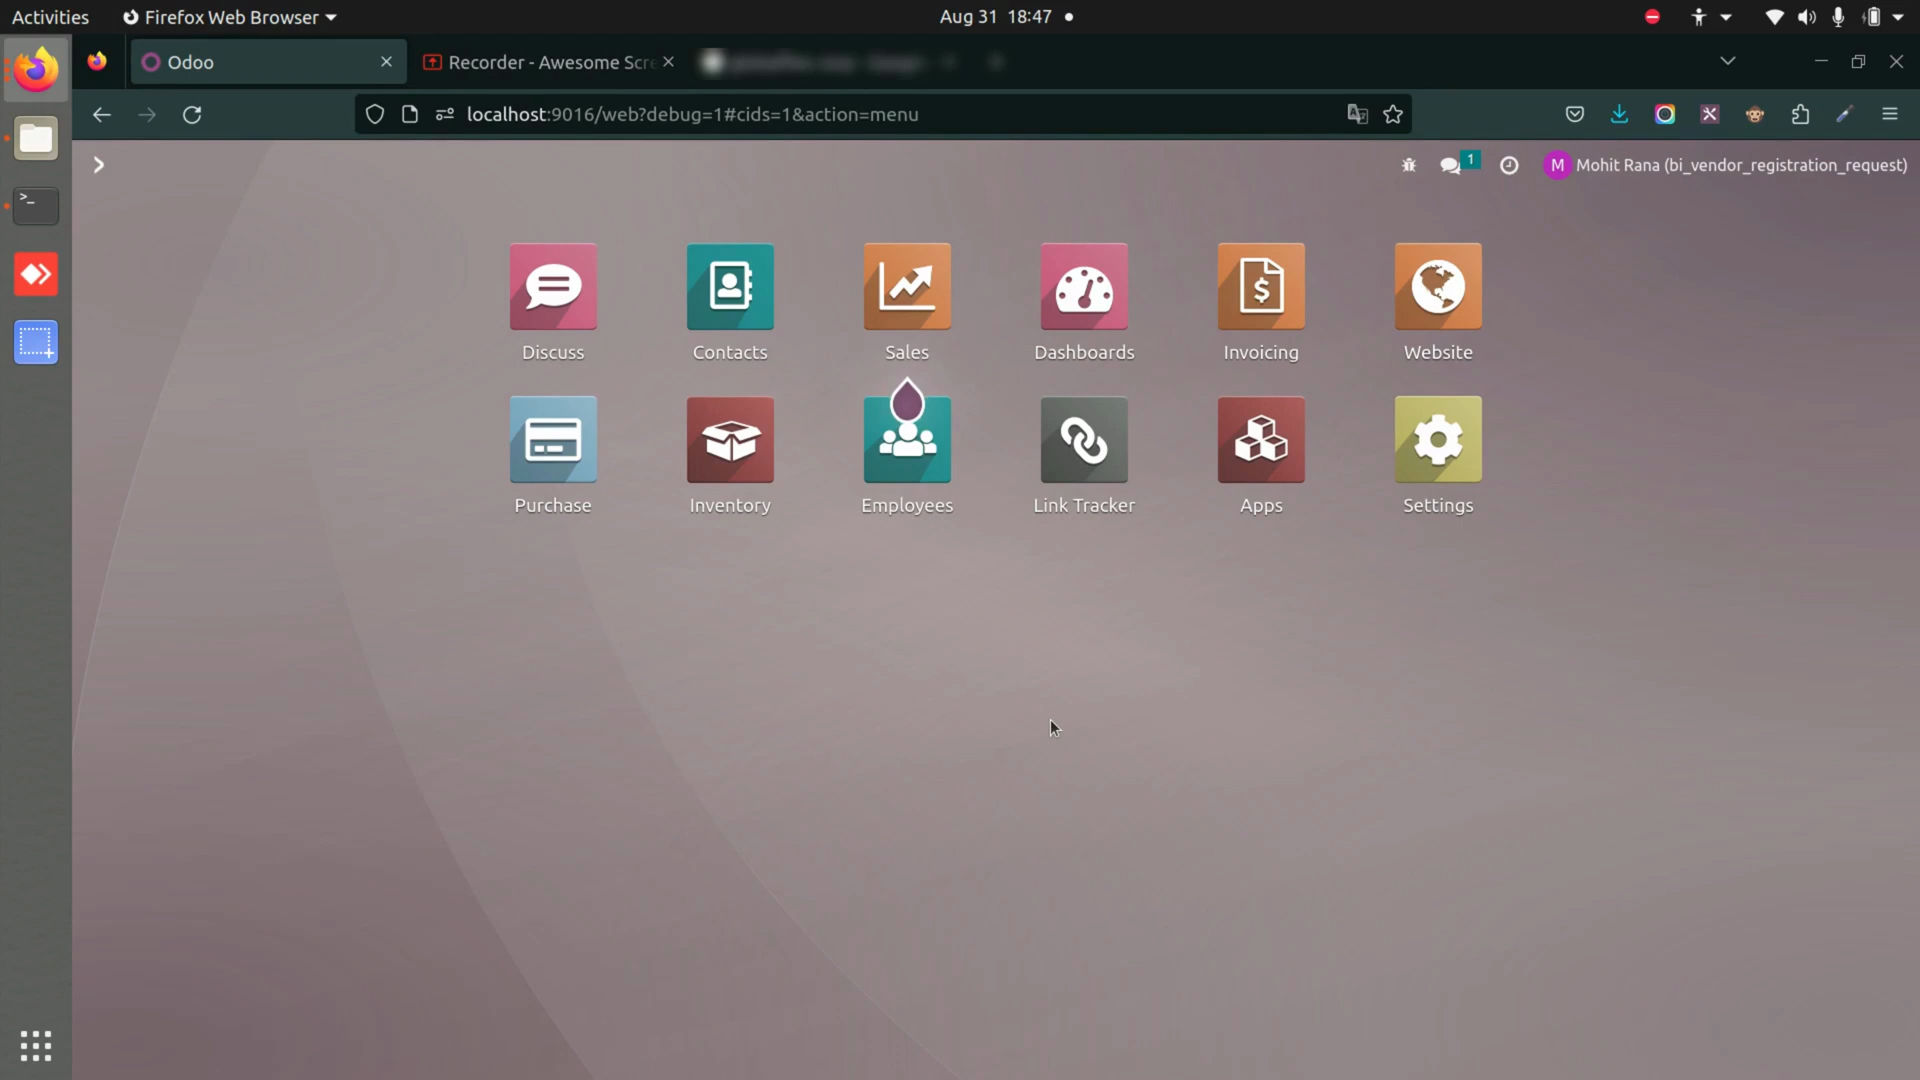 Activities
Firefox Web Browser
Aug 31 18:47
Odoo
Recorder - Awesome Scre
localhost:9016/web?debug=1#cids=1&action=menu
1
M
Mohit Rana (bi_vendor_registration_request)
Discuss
Contacts
Sales
Dashboards
Invoicing
Website
Purchase
Inventory
Employees
Link Tracker
Apps
Settings